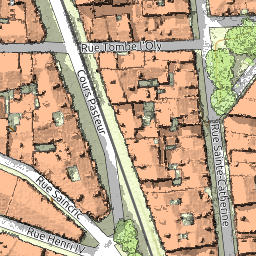 Rue Tombe l'Oly
Cours Pasteur
Rue Sainte-Catherine
Rue Saincric
Rue Henri IV